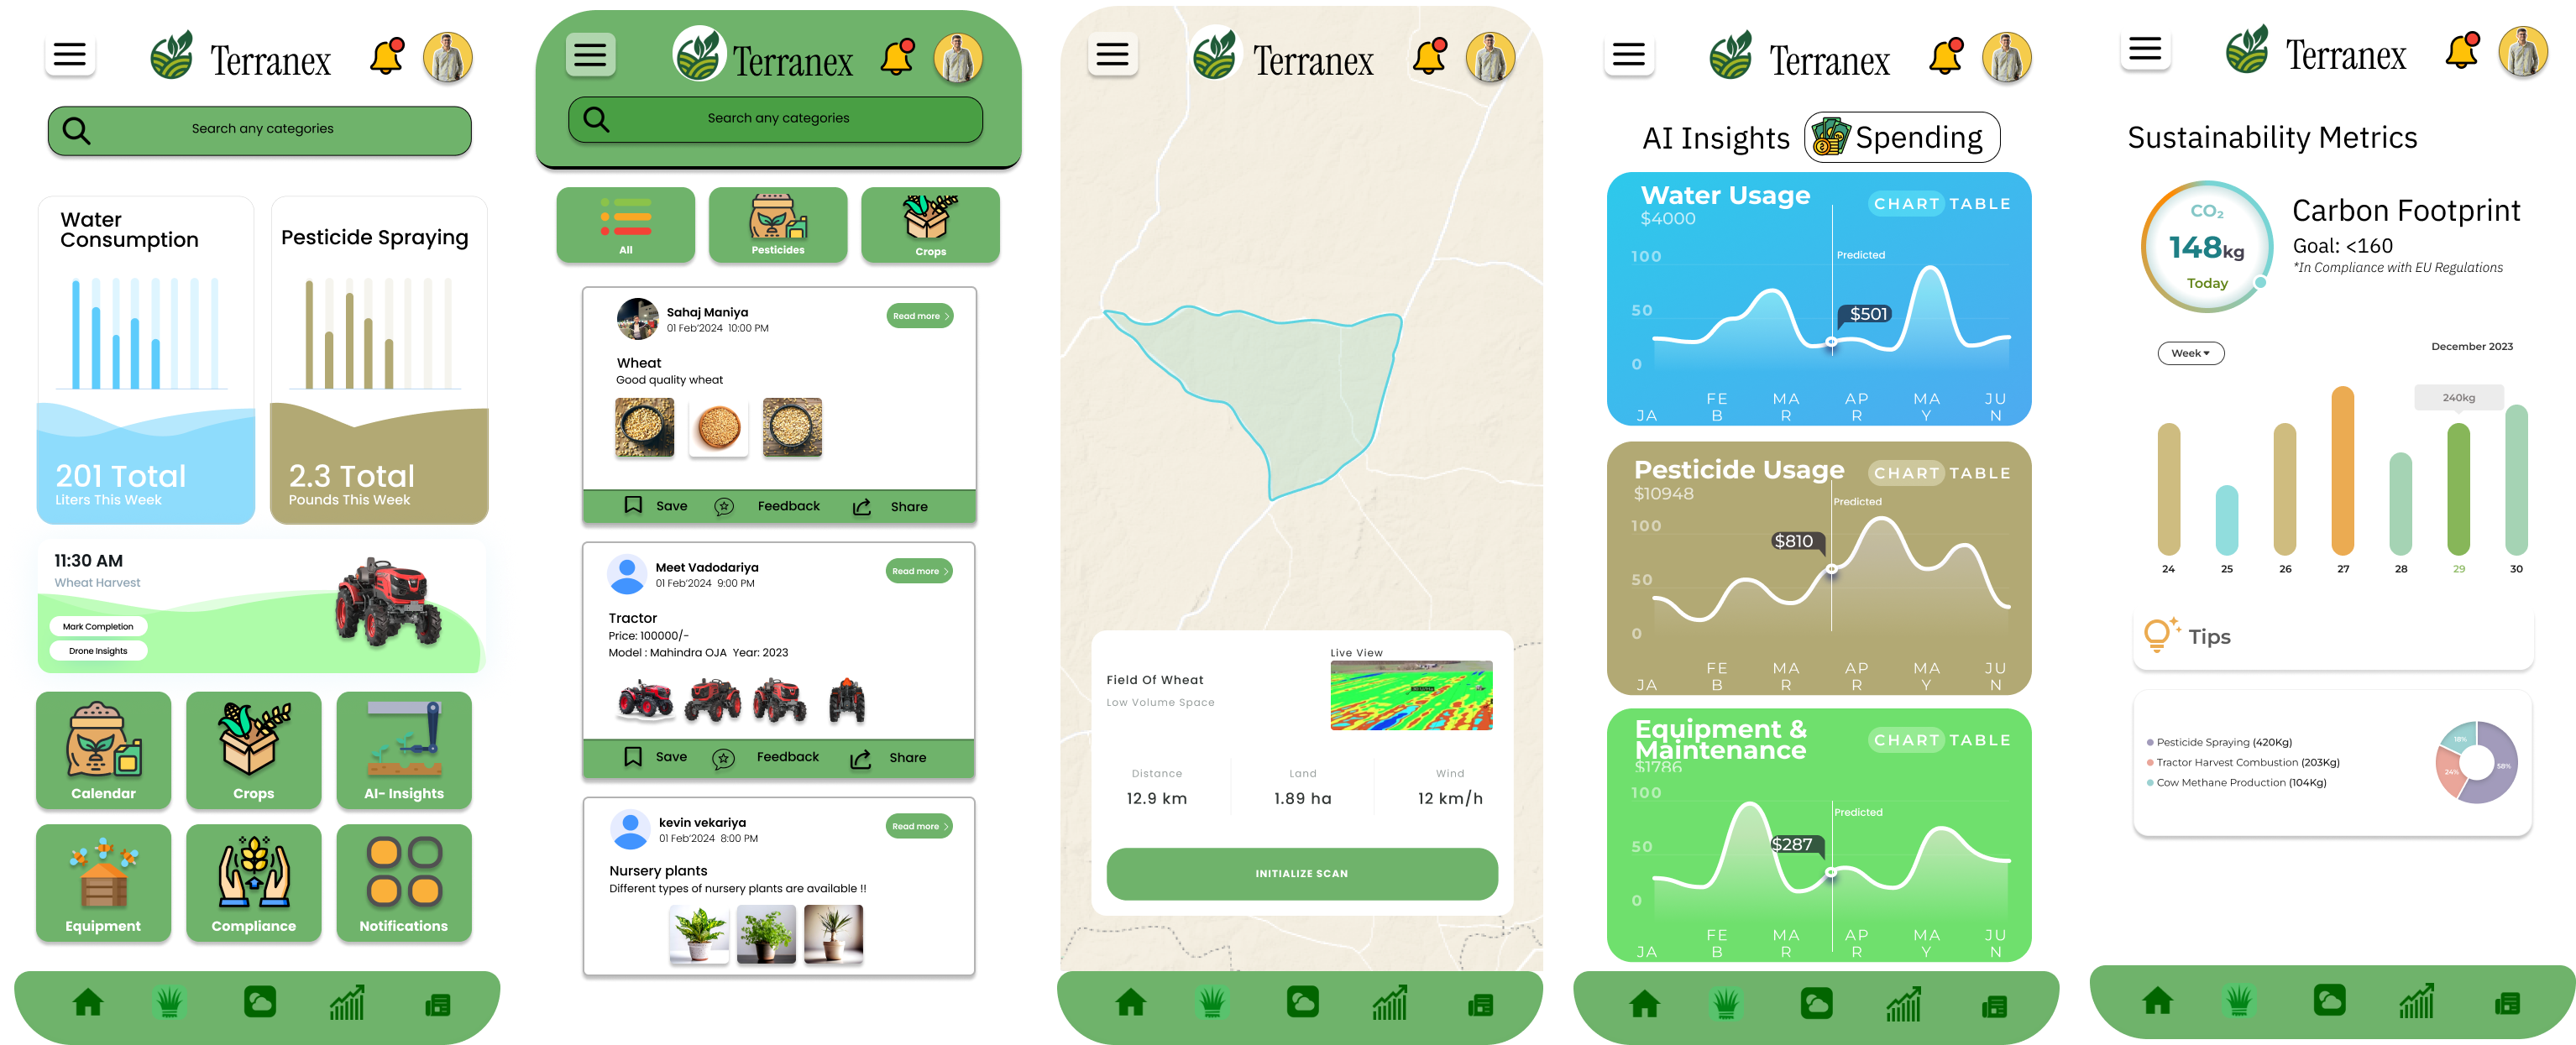 Terranex
Search any categories
Water
Consumption
Pesticide Spraying
201 Total
Liters This Week
2.3 Total
Pounds This Week
11:30 AM
Wheat Harvest
Mark Completion
Drone Insights
Calendar
Crops
AI- Insights
Equipment
Compliance
Notifications
Terranex
Search any categories
All
Pesticides
Crops
Sahaj Maniya
01 Feb'2024 10:00 PM
Read more
Wheat
Good quality wheat
Save
Feedback
Share
Meet Vadodariya
01 Feb'2024 9:00 PM
Read more
Tractor
Price: 100000/-
Model : Mahindra OJA Year: 2023
Save
Feedback
Share
kevin vekariya
01 Feb'2024 8:00 PM
Read more
Nursery plants
Different types of nursery plants are available !!
Terranex
Live View
Field Of Wheat
Low Volume Space
Distance
12.9 km
Land
1.89 ha
Wind
12 km/h
INITIALIZE SCAN
Terranex
AI Insights
Spending
Water Usage
$4000
CHART TABLE
Predicted
100
50
0
$501
JA
FE
B
MA
R
AP
R
MA
Y
JU
N
Pesticide Usage
$10948
CHART TABLE
Predicted
100
50
0
$810
JA
FE
B
MA
R
AP
R
MA
Y
JU
N
Equipment &
Maintenance
$1786
CHART TABLE
Predicted
100
50
0
$287
JA
FE
B
MA
R
AP
R
MA
Y
JU
N
Terranex
Sustainability Metrics
CO₂
148kg
Today
Carbon Footprint
Goal: <160
*In Compliance with EU Regulations
Week
December 2023
240kg
24
25
26
27
28
29
30
Tips
Pesticide Spraying (420Kg)
Tractor Harvest Combustion (203Kg)
Cow Methane Production (104Kg)
18%
24%
58%